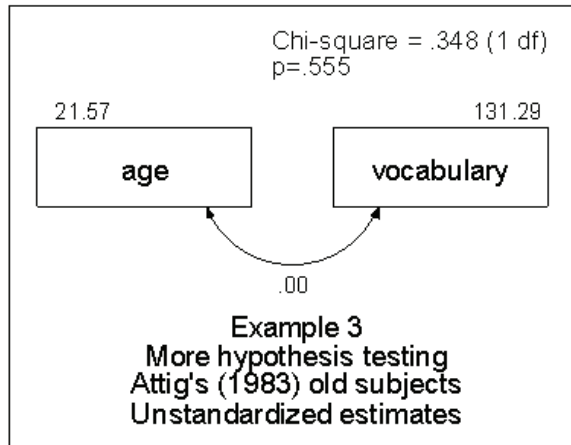 Chi-square = .348 (1 df)
p=.555
21.57
131.29
age
vocabulary
.00
Example 3
More hypothesis testing
Attig's (1983) old subjects
Unstandardized estimates